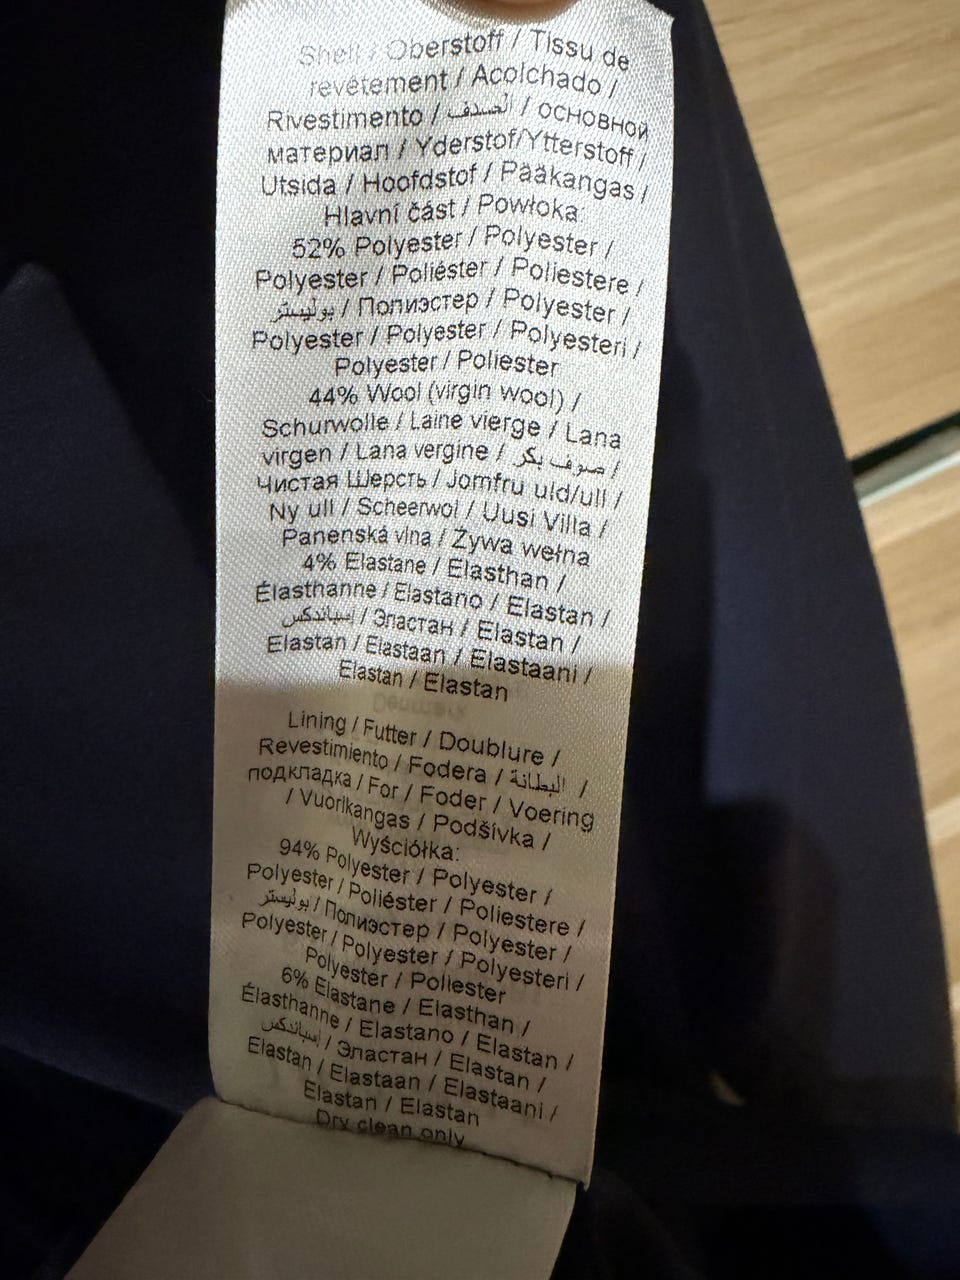 Shell / Oberstoff / Tissu de
revêtement / Acolchado /
Rivestimento / الصدف / основной
материал / Yderstof/Ytterstoff /
Utsida / Hoofdstof / Pääkangas /
Hlavní část / Powłoka:
52% Polyester / Polyester /
Polyester / Poliéster / Poliestere /
بوليستر / Полиэстер / Polyester /
Polyester / Polyester / Polyesteri /
Polyester / Poliester
44% Wool (virgin wool) /
Schurwolle / Laine vierge / Lana
virgen / Lana vergine / صوف بكر /
Чистая Шерсть / Jomfru uld/ull /
Ny ull / Scheerwol / Uusi Villa /
Panenská vlna / Żywa wełna
4% Elastane / Elasthan /
Élasthanne / Elastano / Elastan /
إسباندكس / Эластан / Elastan /
Elastan / Elastaan / Elastaani /
Elastan / Elastan
Lining / Futter / Doublure /
Revestimiento / Fodera / البطانة /
подкладка / For / Foder / Voering
/ Vuorikangas / Podšívka /
Wyściółka:
94% Polyester / Polyester /
Polyester / Poliéster / Poliestere /
بوليستر / Полиэстер / Polyester /
Polyester / Polyester / Polyesteri /
Polyester / Poliester
6% Elastane / Elasthan /
Élasthanne / Elastano / Elastan /
إسباندكس / Эластан / Elastan /
Elastan / Elastaan / Elastaani /
Elastan / Elastan
Dry clean only